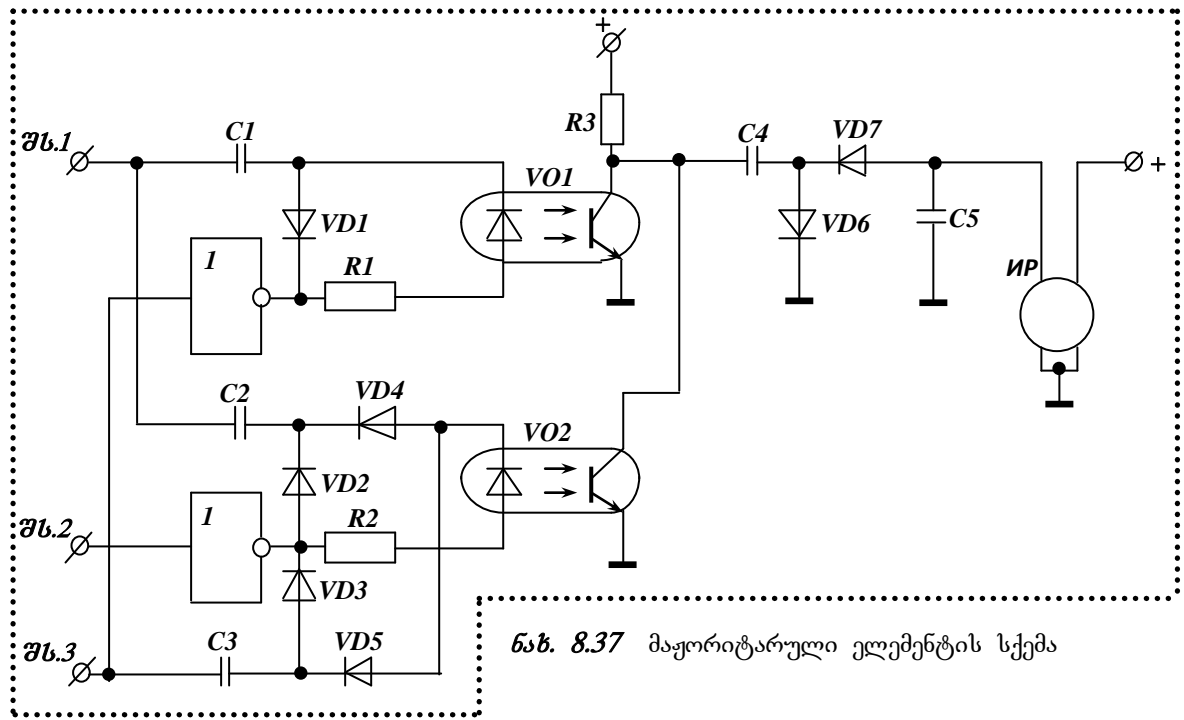 +
შს.1
C1
R3
C4
VD7
+
VO1
VD1
VD6
C5
1
R1
ИР
C2
VD4
VO2
VD2
1
R2
შს.2
VD3
შს.3
C3
VD5
ნახ. 8.37 მაჟორიტარული ელემენტის სქემა